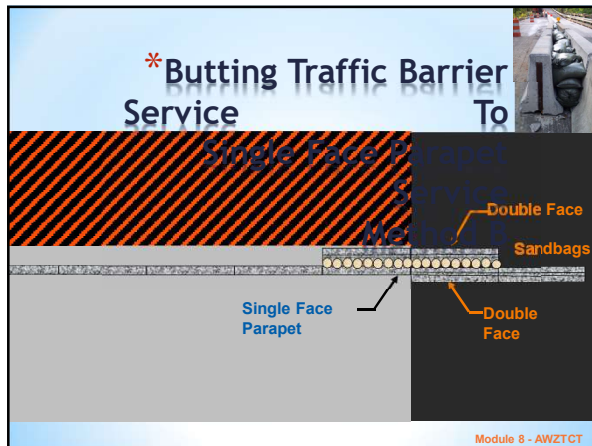 *Butting Traffic Barrier
Service To
Single Face Parapet
Service
Method II
Double Face
Sandbags
Single Face
Parapet
Double
Face
Module 8 - AWZTCT